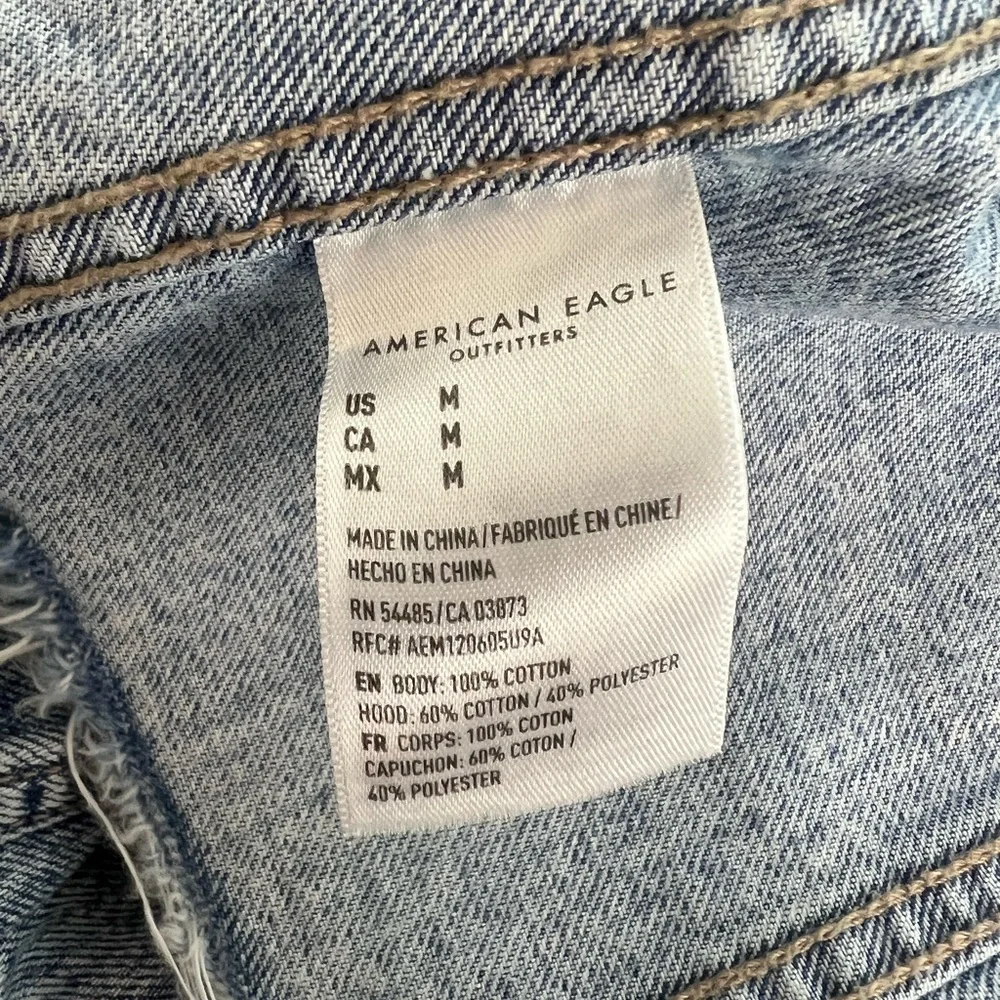 AMERICAN EAGLE
OUTFITTERS
US M
CA M
MX M
MADE IN CHINA/FABRIQUÉ EN CHINE/
HECHO EN CHINA
RN 54485/CA 03873
RFC# AEM120605U9A
EN BODY: 100% COTTON
HOOD: 60% COTTON / 40% POLYESTER
FR CORPS: 100% COTON
CAPUCHON: 60% COTON /
40% POLYESTER